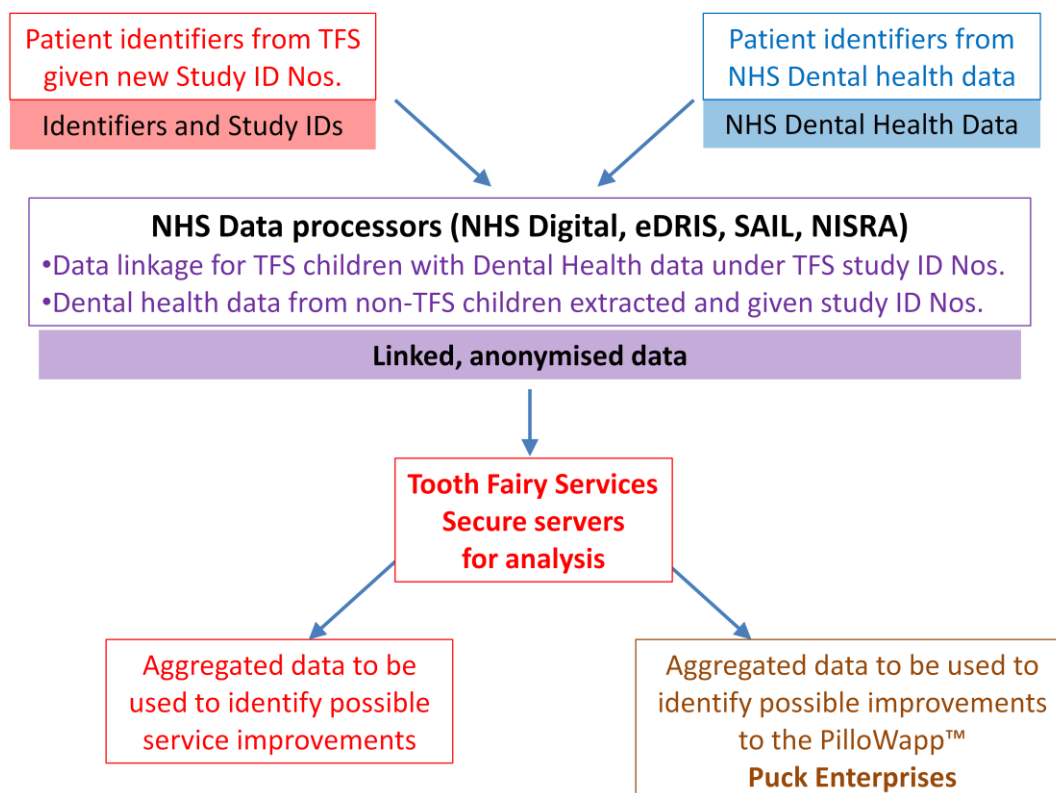 Patient identifiers from TFS
given new Study ID Nos.
Identifiers and Study IDs
Patient identifiers from
NHS Dental health data
NHS Dental Health Data
NHS Data processors (NHS Digital, eDRIS, SAIL, NISRA)
•Data linkage for TFS children with Dental Health data under TFS study ID Nos.
•Dental health data from non-TFS children extracted and given study ID Nos.
Linked, anonymised data
Tooth Fairy Services
Secure servers
for analysis
Aggregated data to be
used to identify possible
service improvements
Aggregated data to be used to
identify possible improvements
to the PilloWapp™
Puck Enterprises